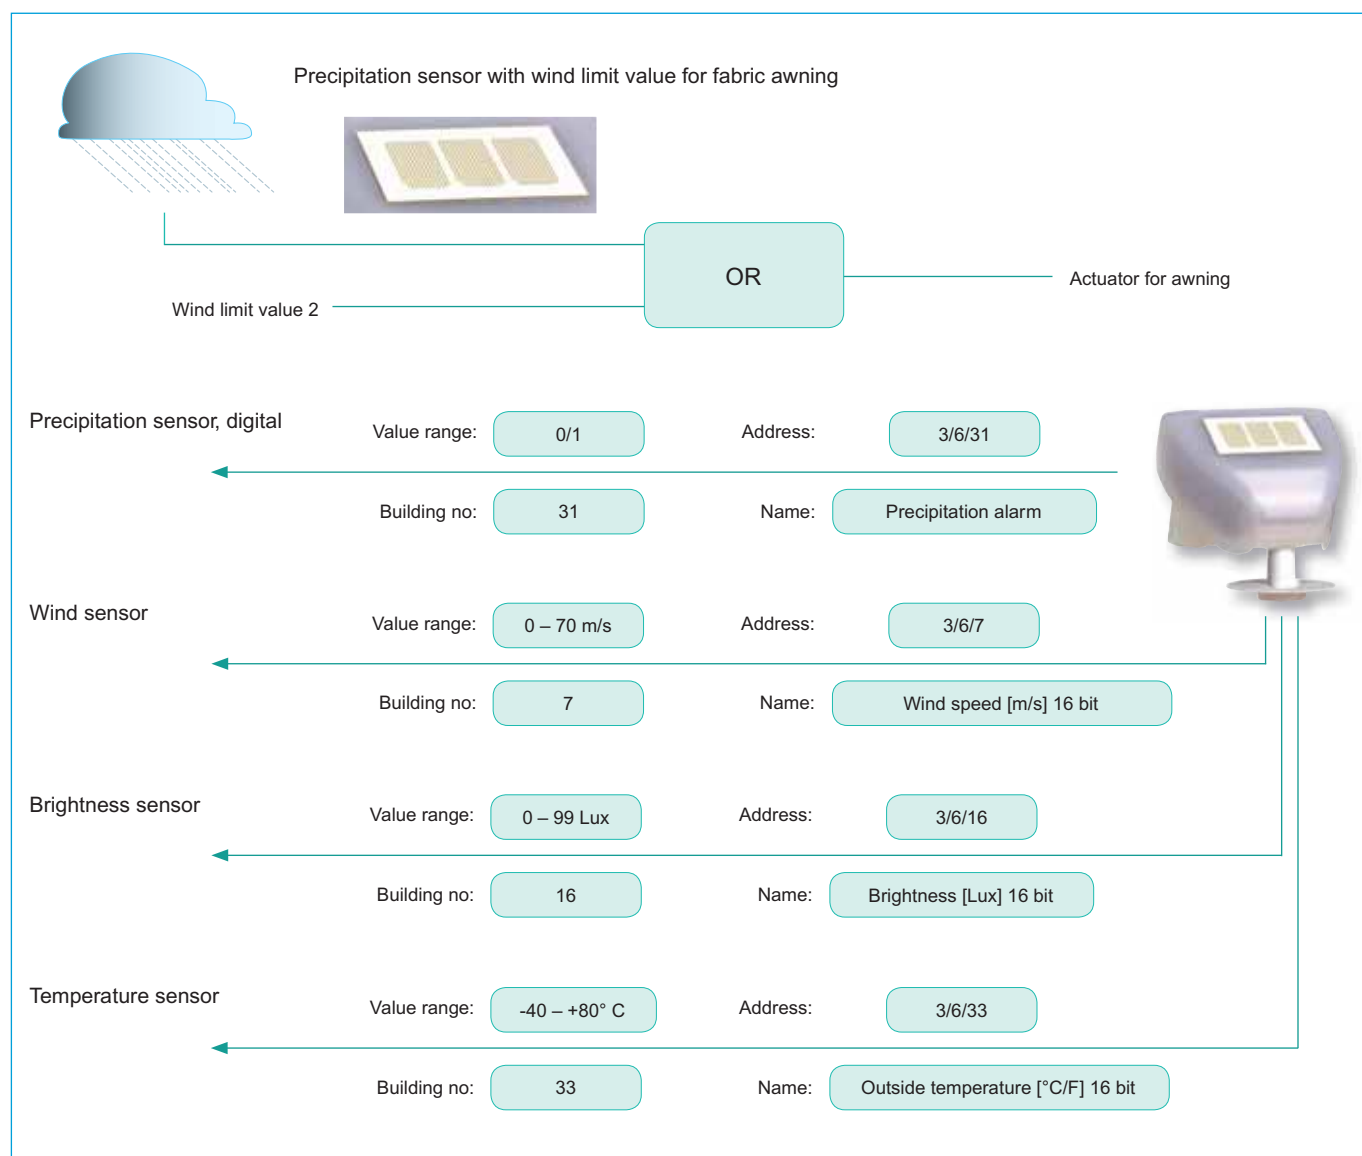 Precipitation sensor with wind limit value for fabric awning
OR
Actuator for awning
Wind limit value 2
Precipitation sensor, digital
Value range: 0/1 Address: 3/6/31
Building no: 31 Name: Precipitation alarm
Wind sensor
Value range: 0 – 70 m/s Address: 3/6/7
Building no: 7 Name: Wind speed [m/s] 16 bit
Brightness sensor
Value range: 0 – 99 Lux Address: 3/6/16
Building no: 16 Name: Brightness [Lux] 16 bit
Temperature sensor
Value range: -40 – +80° C Address: 3/6/33
Building no: 33 Name: Outside temperature [°C/F] 16 bit